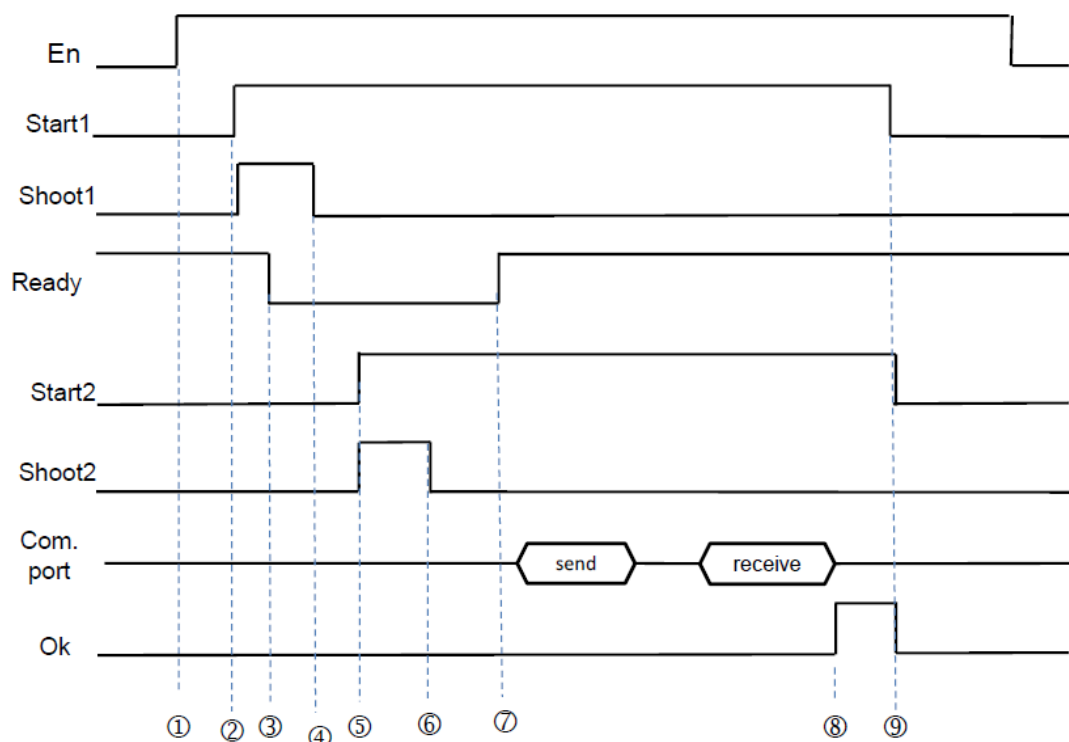 En
Start1
Shoot1
Ready
Start2
Shoot2
Com.
port
send
receive
Ok
① ② ③ ④ ⑤ ⑥ ⑦ ⑧ ⑨